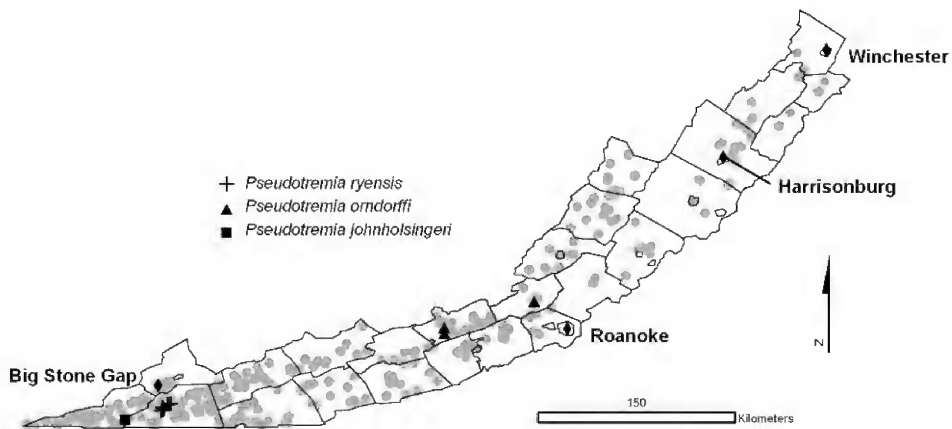 Winchester
Harrisonburg
Pseudotremia ryensis
Pseudotremia orndorffi
Pseudotremia johnholsingeri
N
Roanoke
Big Stone Gap
150
Kilometers